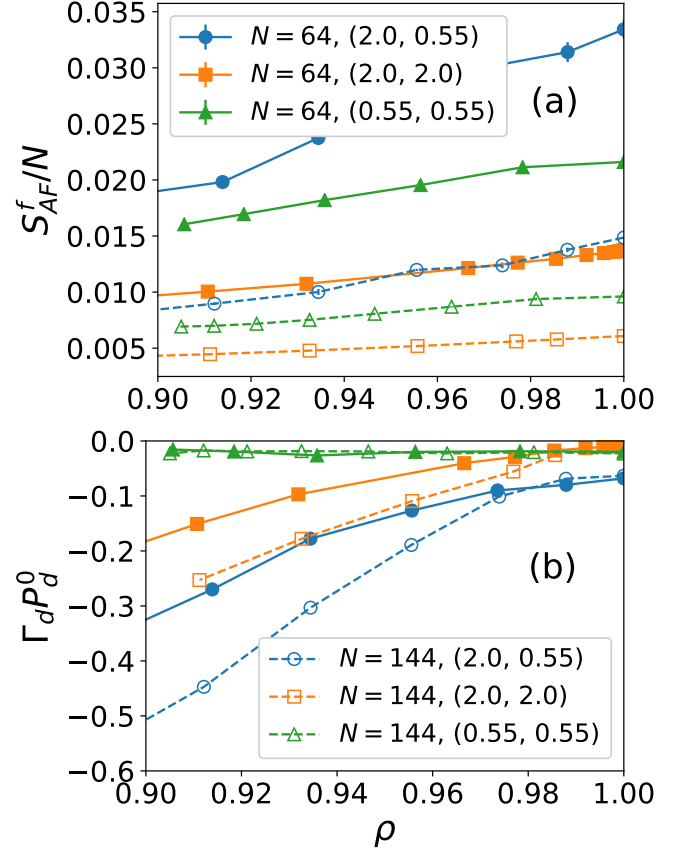 0.035
0.030
0.025
0.020
0.015
0.010
0.005
S_{AF}^f/N
N = 64, (2.0, 0.55)
N = 64, (2.0, 2.0)
N = 64, (0.55, 0.55)
(a)
0.90 0.92 0.94 0.96 0.98 1.00
0.0
−0.1
−0.2
−0.3
−0.4
−0.5
−0.6
Γ_d P_d^0
(b)
N = 144, (2.0, 0.55)
N = 144, (2.0, 2.0)
N = 144, (0.55, 0.55)
0.90 0.92 0.94 0.96 0.98 1.00
ρ